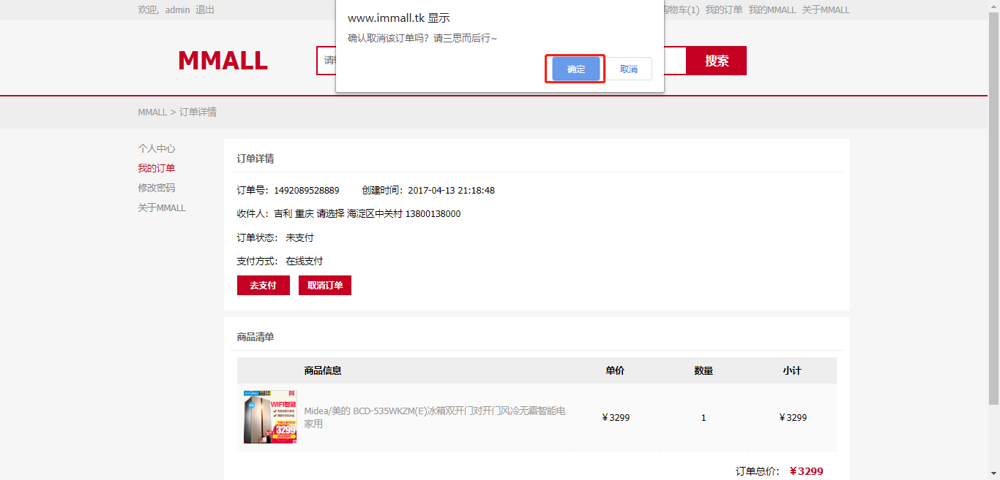 欢迎，admin 退出
购物车(1) 我的订单 我的MMALL 关于MMALL
www.immall.tk 显示
确认取消该订单吗？请三思而后行~
确定 取消
MMALL
搜索
MMALL > 订单详情
个人中心
我的订单
修改密码
关于MMALL
订单详情
订单号：1492089528889 创建时间：2017-04-13 21:18:48
收件人：吉利 重庆 请选择 海淀区中关村 13800138000
订单状态： 未支付
支付方式： 在线支付
去支付 取消订单
商品清单
商品信息 单价 数量 小计
WIFI智能
3299
Midea/美的 BCD-535WKZM(E)冰箱双开门对开门风冷无霜智能电
家用
￥3299 1 ￥3299
订单总价： ￥3299